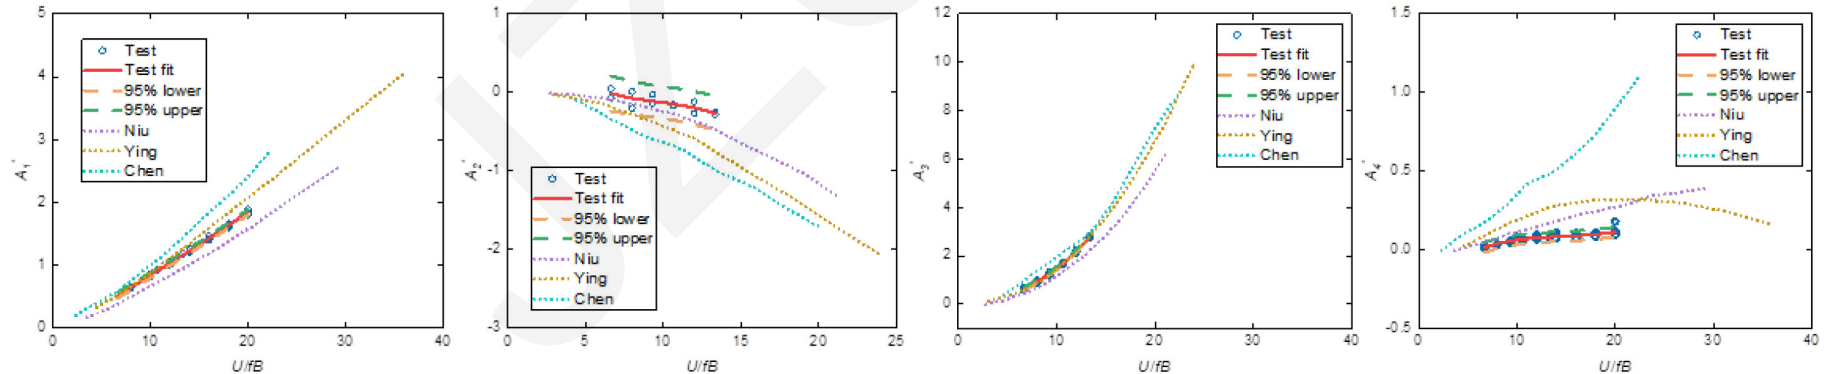 5
4
3
2
1
0
A₁*
0
10
20
30
40
U/fB
Test
Test fit
95% lower
95% upper
Niu
Ying
Chen
1
0
-1
-2
-3
A₂*
0
5
10
15
20
25
U/fB
Test
Test fit
95% lower
95% upper
Niu
Ying
Chen
12
10
8
6
4
2
0
A₃*
0
10
20
30
40
U/fB
Test
Test fit
95% lower
95% upper
Niu
Ying
Chen
1.5
1.0
0.5
0.0
-0.5
A₄*
0
10
20
30
40
U/fB
Test
Test fit
95% lower
95% upper
Niu
Ying
Chen